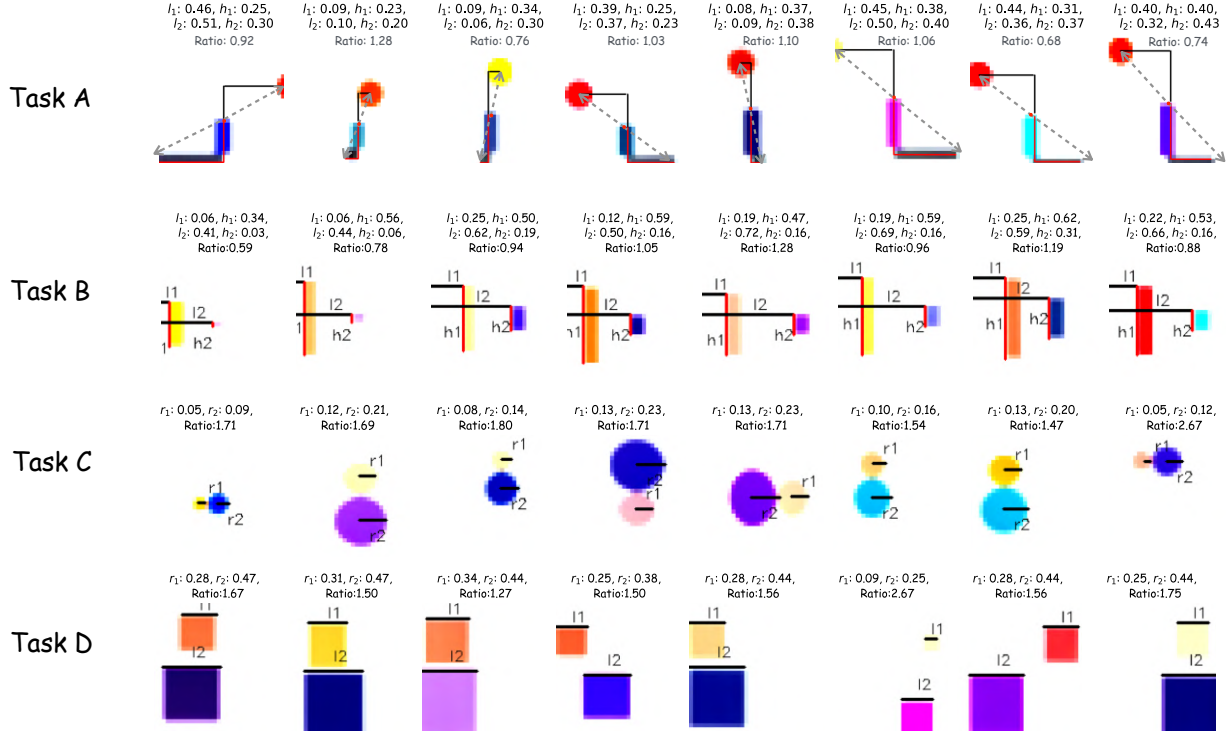 l₁: 0.46, h₁: 0.25,
l₂: 0.51, h₂: 0.30
Ratio: 0.92
l₁: 0.09, h₁: 0.23,
l₂: 0.10, h₂: 0.20
Ratio: 1.28
l₁: 0.09, h₁: 0.34,
l₂: 0.06, h₂: 0.30
Ratio: 0.76
l₁: 0.39, h₁: 0.25,
l₂: 0.37, h₂: 0.23
Ratio: 1.03
l₁: 0.08, h₁: 0.37,
l₂: 0.09, h₂: 0.38
Ratio: 1.10
l₁: 0.45, h₁: 0.38,
l₂: 0.50, h₂: 0.40
Ratio: 1.06
l₁: 0.44, h₁: 0.31,
l₂: 0.36, h₂: 0.37
Ratio: 0.68
l₁: 0.40, h₁: 0.40,
l₂: 0.32, h₂: 0.43
Ratio: 0.74
Task A
l₁: 0.06, h₁: 0.34,
l₂: 0.41, h₂: 0.03,
Ratio:0.59
l₁: 0.06, h₁: 0.56,
l₂: 0.44, h₂: 0.06,
Ratio:0.78
l₁: 0.25, h₁: 0.50,
l₂: 0.62, h₂: 0.19,
Ratio:0.94
l₁: 0.12, h₁: 0.59,
l₂: 0.50, h₂: 0.16,
Ratio:1.05
l₁: 0.19, h₁: 0.47,
l₂: 0.72, h₂: 0.16,
Ratio:1.28
l₁: 0.19, h₁: 0.59,
l₂: 0.69, h₂: 0.16,
Ratio:0.96
l₁: 0.25, h₁: 0.62,
l₂: 0.59, h₂: 0.31,
Ratio:1.19
l₁: 0.22, h₁: 0.53,
l₂: 0.66, h₂: 0.16,
Ratio:0.88
Task B
l1
l2
1
h2
l1
l2
1
h2
l1
l2
h1
h2
l1
l2
h1
h2
l1
l2
h1
h2
l1
l2
h1
h2
l1
l2
h1
h2
l1
l2
h1
h2
r₁: 0.05, r₂: 0.09,
Ratio:1.71
r₁: 0.12, r₂: 0.21,
Ratio:1.69
r₁: 0.08, r₂: 0.14,
Ratio:1.80
r₁: 0.13, r₂: 0.23,
Ratio:1.71
r₁: 0.13, r₂: 0.23,
Ratio:1.71
r₁: 0.10, r₂: 0.16,
Ratio:1.54
r₁: 0.13, r₂: 0.20,
Ratio:1.47
r₁: 0.05, r₂: 0.12,
Ratio:2.67
Task C
r1
r2
r1
r2
r1
r2
r2
r1
r1
r2
r1
r2
r1
r2
r1
r2
r₁: 0.28, r₂: 0.47,
Ratio:1.67
r₁: 0.31, r₂: 0.47,
Ratio:1.50
r₁: 0.34, r₂: 0.44,
Ratio:1.27
r₁: 0.25, r₂: 0.38,
Ratio:1.50
r₁: 0.28, r₂: 0.44,
Ratio:1.56
r₁: 0.09, r₂: 0.25,
Ratio:2.67
r₁: 0.28, r₂: 0.44,
Ratio:1.56
r₁: 0.25, r₂: 0.44,
Ratio:1.75
Task D
l1
l2
l1
l2
l1
l2
l1
l2
l1
l2
l1
l2
l1
l2
l1
l2